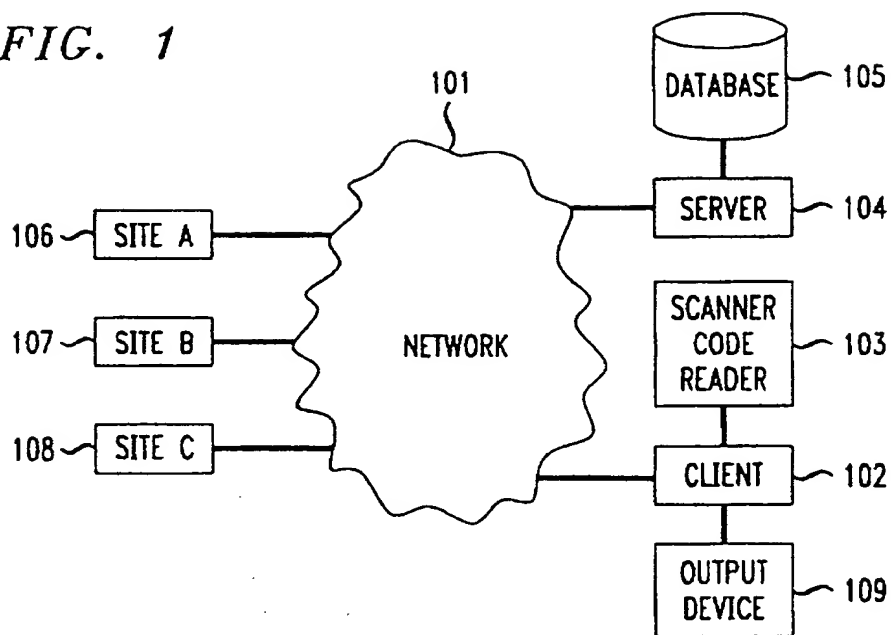 FIG. 1
101
DATABASE
105
SERVER
104
106
SITE A
SCANNER
CODE
READER
103
107
SITE B
NETWORK
108
SITE C
CLIENT
102
OUTPUT
DEVICE
109